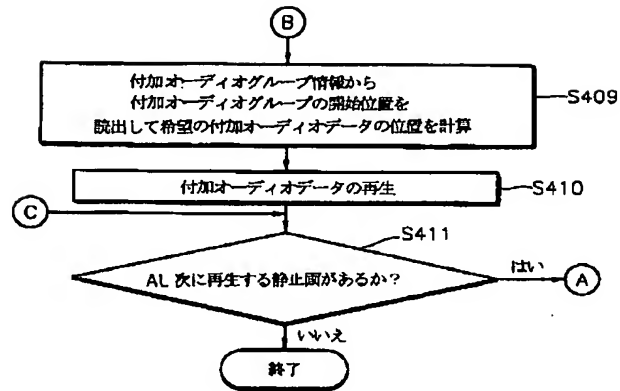 B
付加オーディオグループ情報から
付加オーディオグループの開始位置を
読出して希望の付加オーディオデータの位置を計算
S409
付加オーディオデータの再生
S410
C
S411
AL 次に再生する静止画があるか?
はい
A
いいえ
終了